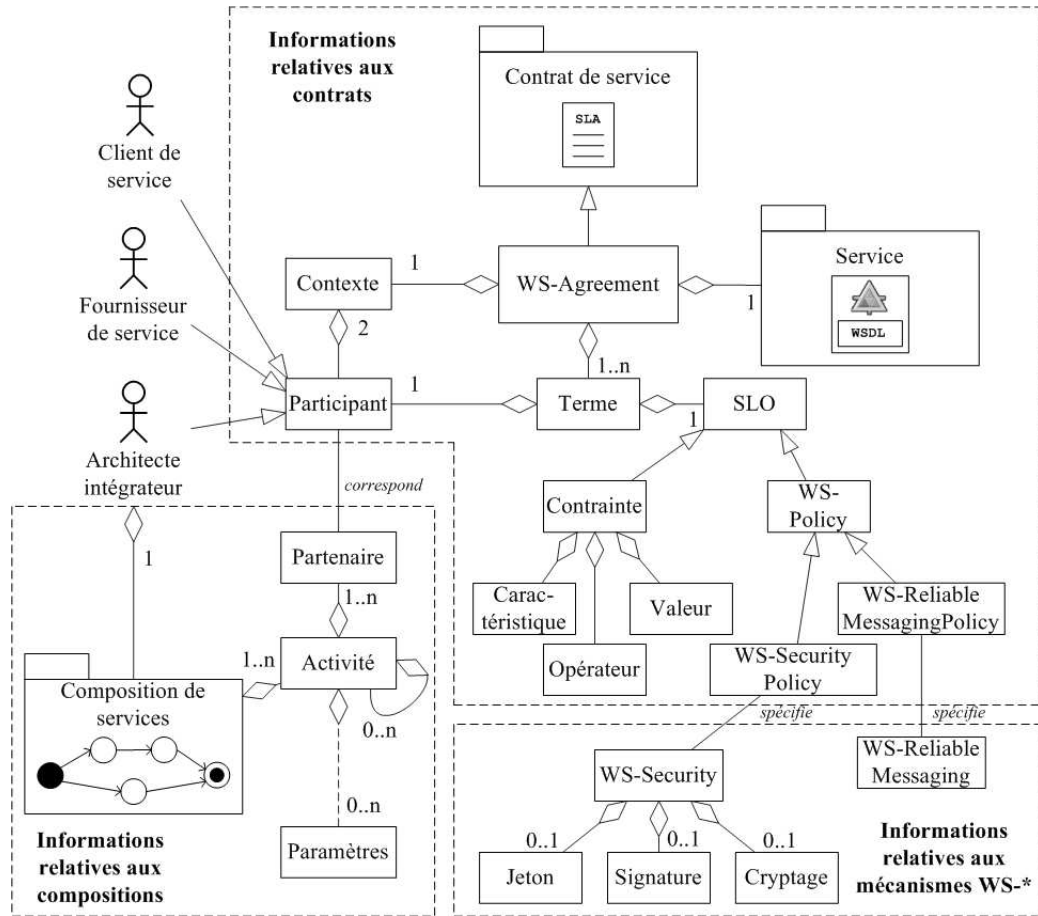 Informations
relatives aux
contrats
Contrat de service
SLA
Client de
service
Fournisseur
de service
Contexte
1
WS-Agreement
1
Service
WSDL
2
1..n
Participant
1
Terme
1
SLO
Architecte
intégrateur
correspond
1
Contrainte
WS-
Policy
Partenaire
1..n
Carac-
téristique
Valeur
WS-Reliable
MessagingPolicy
1..n
Activité
0..n
Opérateur
WS-Security
Policy
Composition de
services
spécifie
spécifie
WS-Security
WS-Reliable
Messaging
0..n
Paramètres
Informations
relatives aux
compositions
0..1
0..1
0..1
Jeton
Signature
Cryptage
Informations
relatives aux
mécanismes WS-*